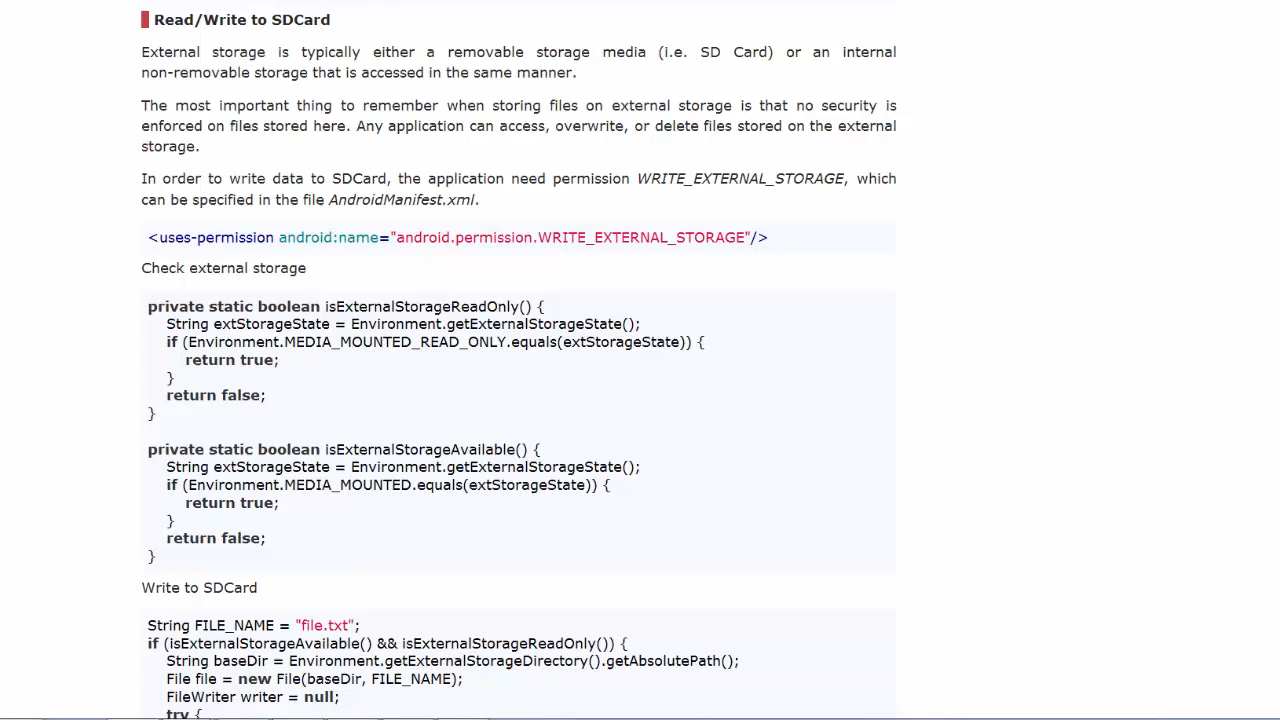 Read/Write to SDCard
External storage is typically either a removable storage media (i.e. SD Card) or an internal
non-removable storage that is accessed in the same manner.
The most important thing to remember when storing files on external storage is that no security is
enforced on files stored here. Any application can access, overwrite, or delete files stored on the external
storage.
In order to write data to SDCard, the application need permission WRITE_EXTERNAL_STORAGE, which
can be specified in the file AndroidManifest.xml.
<uses-permission android:name="android.permission.WRITE_EXTERNAL_STORAGE"/>
Check external storage
private static boolean isExternalStorageReadOnly() {
String extStorageState = Environment.getExternalStorageState();
if (Environment.MEDIA_MOUNTED_READ_ONLY.equals(extStorageState)) {
return true;
}
return false;
}
private static boolean isExternalStorageAvailable() {
String extStorageState = Environment.getExternalStorageState();
if (Environment.MEDIA_MOUNTED.equals(extStorageState)) {
return true;
}
return false;
}
Write to SDCard
String FILE_NAME = "file.txt";
if (isExternalStorageAvailable() && isExternalStorageReadOnly()) {
String baseDir = Environment.getExternalStorageDirectory().getAbsolutePath();
File file = new File(baseDir, FILE_NAME);
FileWriter writer = null;
try {